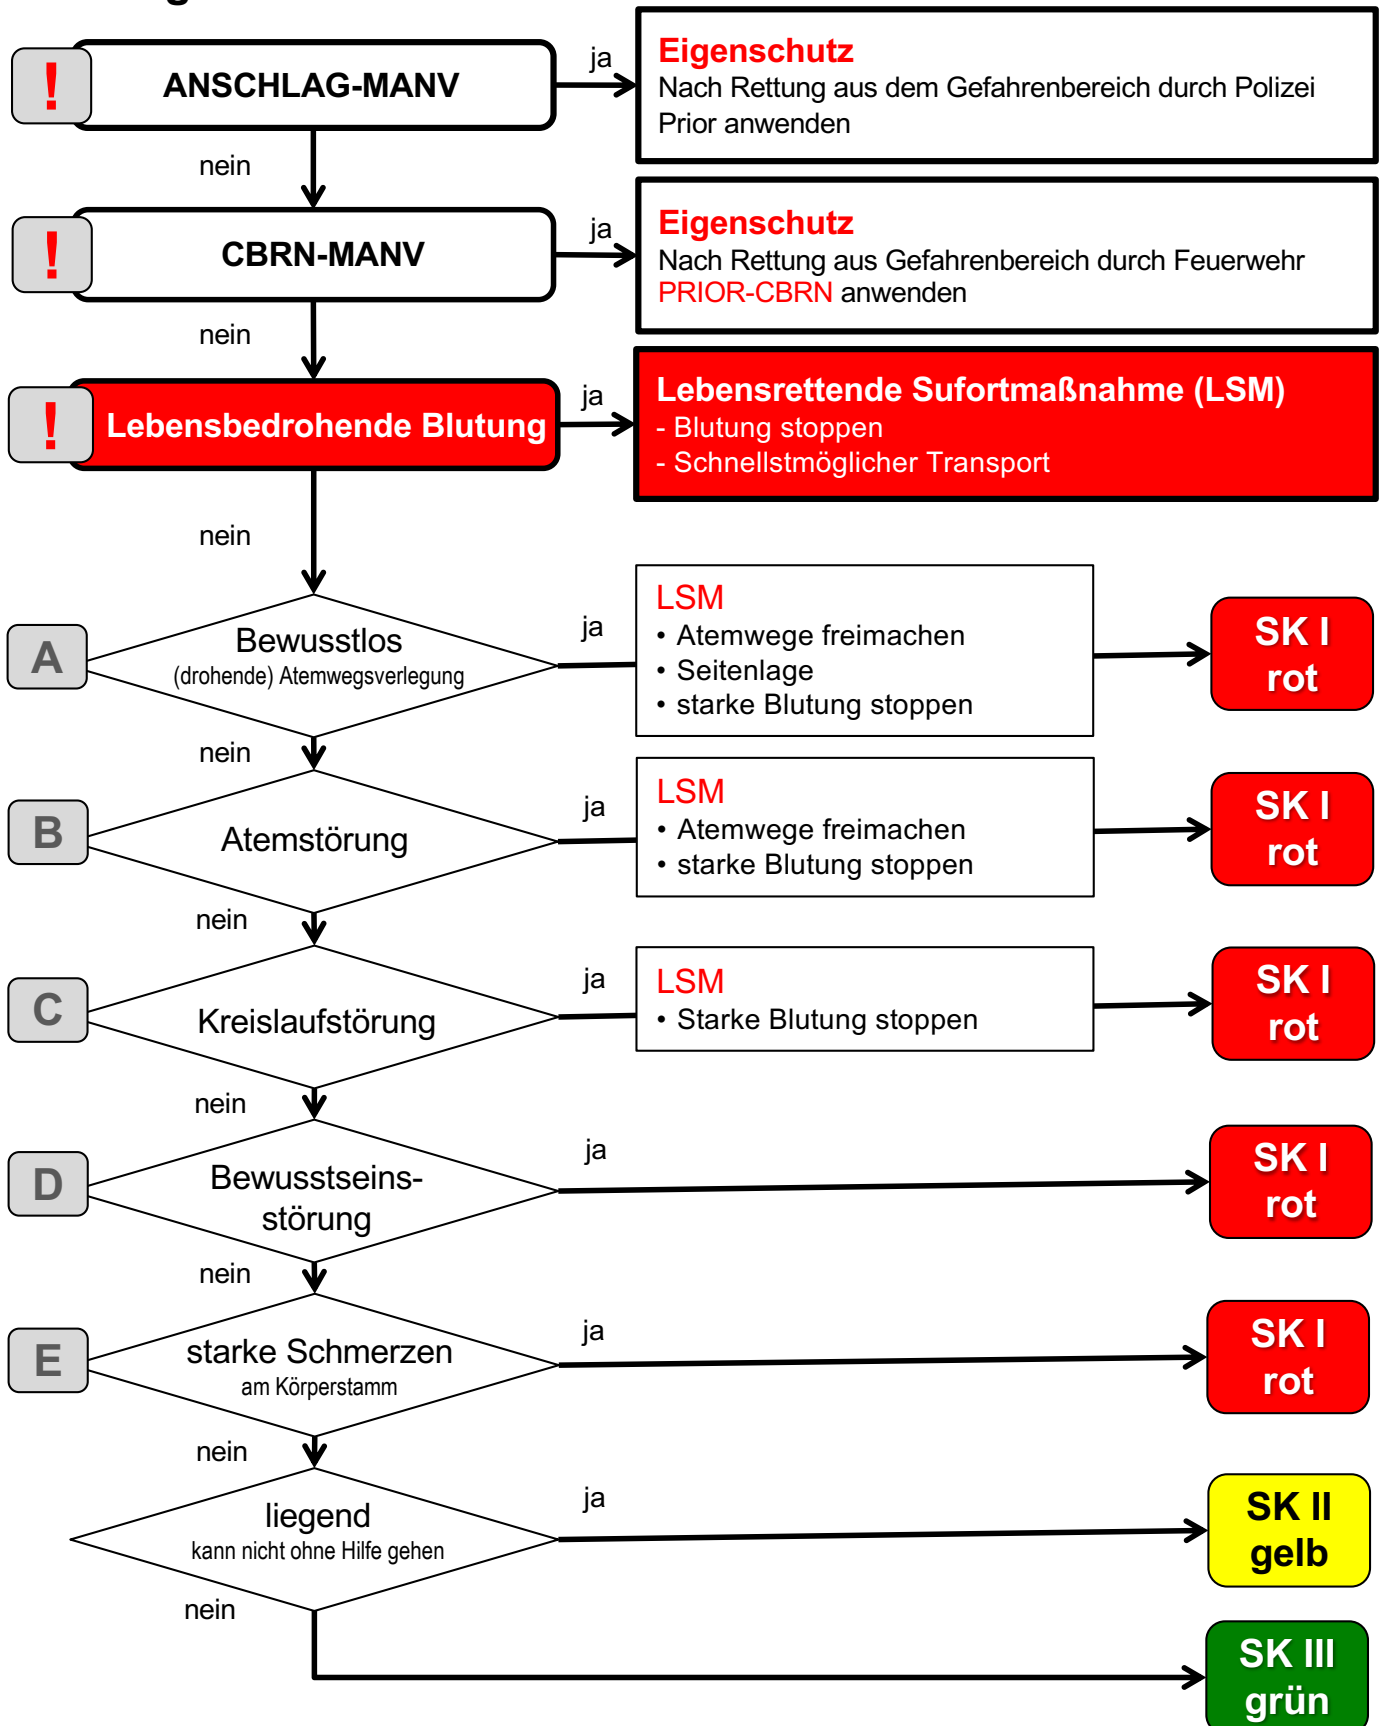 !
ANSCHLAG-MANV
ja
Eigenschutz
Nach Rettung aus dem Gefahrenbereich durch Polizei
Prior anwenden
nein
!
CBRN-MANV
ja
Eigenschutz
Nach Rettung aus Gefahrenbereich durch Feuerwehr
PRIOR-CBRN anwenden
nein
!
Lebensbedrohende Blutung
ja
Lebensrettende Sufortmaßnahme (LSM)
- Blutung stoppen
- Schnellstmöglicher Transport
nein
A
Bewusstlos
(drohende) Atemwegsverlegung
ja
LSM
• Atemwege freimachen
• Seitenlage
• starke Blutung stoppen
SK I
rot
nein
B
Atemstörung
ja
LSM
• Atemwege freimachen
• starke Blutung stoppen
SK I
rot
nein
C
Kreislaufstörung
ja
LSM
• Starke Blutung stoppen
SK I
rot
nein
D
Bewusstseins-
störung
ja
SK I
rot
nein
E
starke Schmerzen
am Körperstamm
ja
SK I
rot
nein
liegend
kann nicht ohne Hilfe gehen
ja
SK II
gelb
nein
SK III
grün